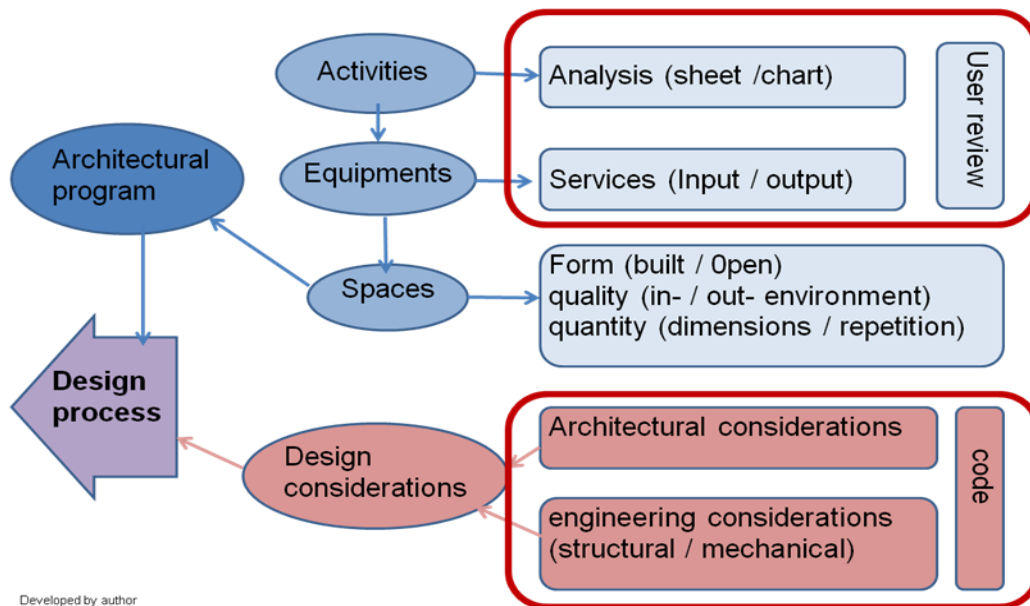 Activities
Analysis (sheet /chart)
User review
Architectural
program
Equipments
Services (Input / output)
Spaces
Form (built / 0pen)
quality (in- / out- environment)
quantity (dimensions / repetition)
Design
process
Design
considerations
Architectural considerations
engineering considerations
(structural / mechanical)
code
Developed by author